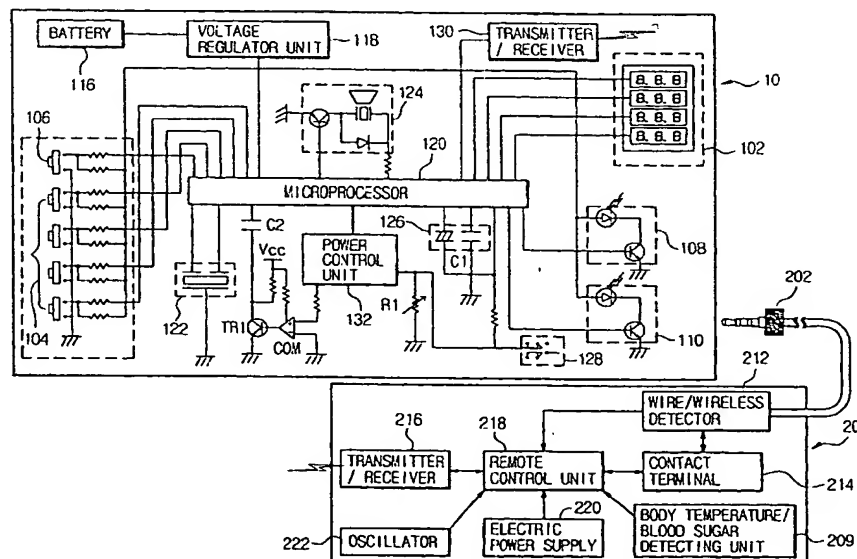 BATTERY
116
VOLTAGE
REGULATOR UNIT
118
130
TRANSMITTER
/ RECEIVER
10
8.8.8
8.8.8
8.8.8
8.8.8
102
124
106
104
120
MICROPROCESSOR
C2
Vcc
POWER
CONTROL
UNIT
132
126
C1
R1
TR1
COM
122
128
108
110
202
212
WIRE/WIRELESS
DETECTOR
20
216
TRANSMITTER
/ RECEIVER
218
REMOTE
CONTROL UNIT
CONTACT
TERMINAL
214
222
OSCILLATOR
220
ELECTRIC
POWER SUPPLY
BODY TEMPERATURE/
BLOOD SUGAR
DETECTING UNIT
209